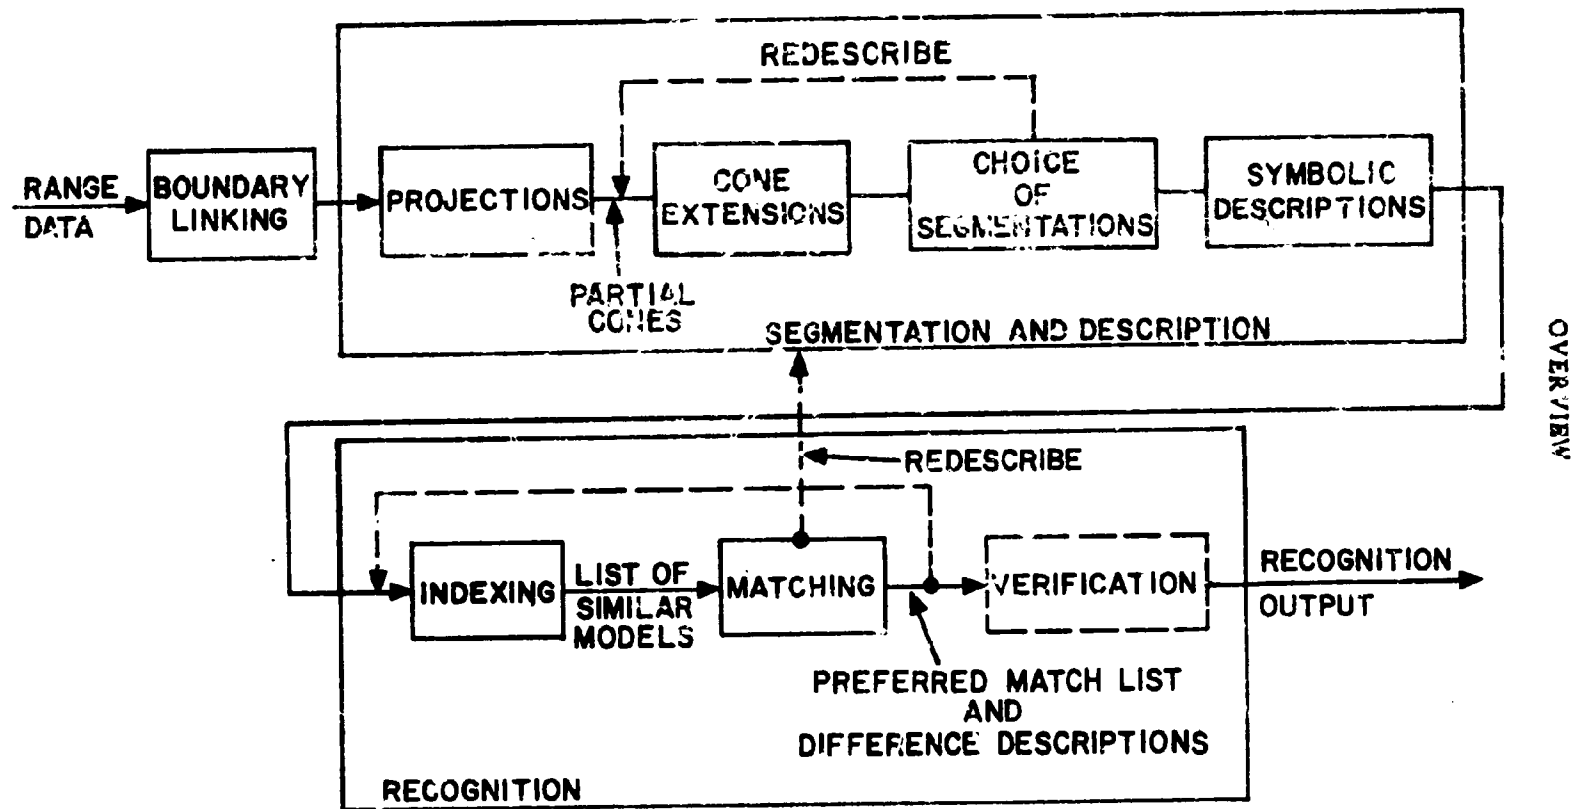 REDESCRIBE
RANGE
DATA
BOUNDARY
LINKING
PROJECTIONS
CONE
EXTENSIONS
CHOICE
OF
SEGMENTATIONS
SYMBOLIC
DESCRIPTIONS
PARTIAL
CONES
SEGMENTATION AND DESCRIPTION
OVERVIEW
REDESCRIBE
INDEXING
LIST OF
SIMILAR
MODELS
MATCHING
VERIFICATION
RECOGNITION
OUTPUT
PREFERRED MATCH LIST
AND
DIFFERENCE DESCRIPTIONS
RECOGNITION